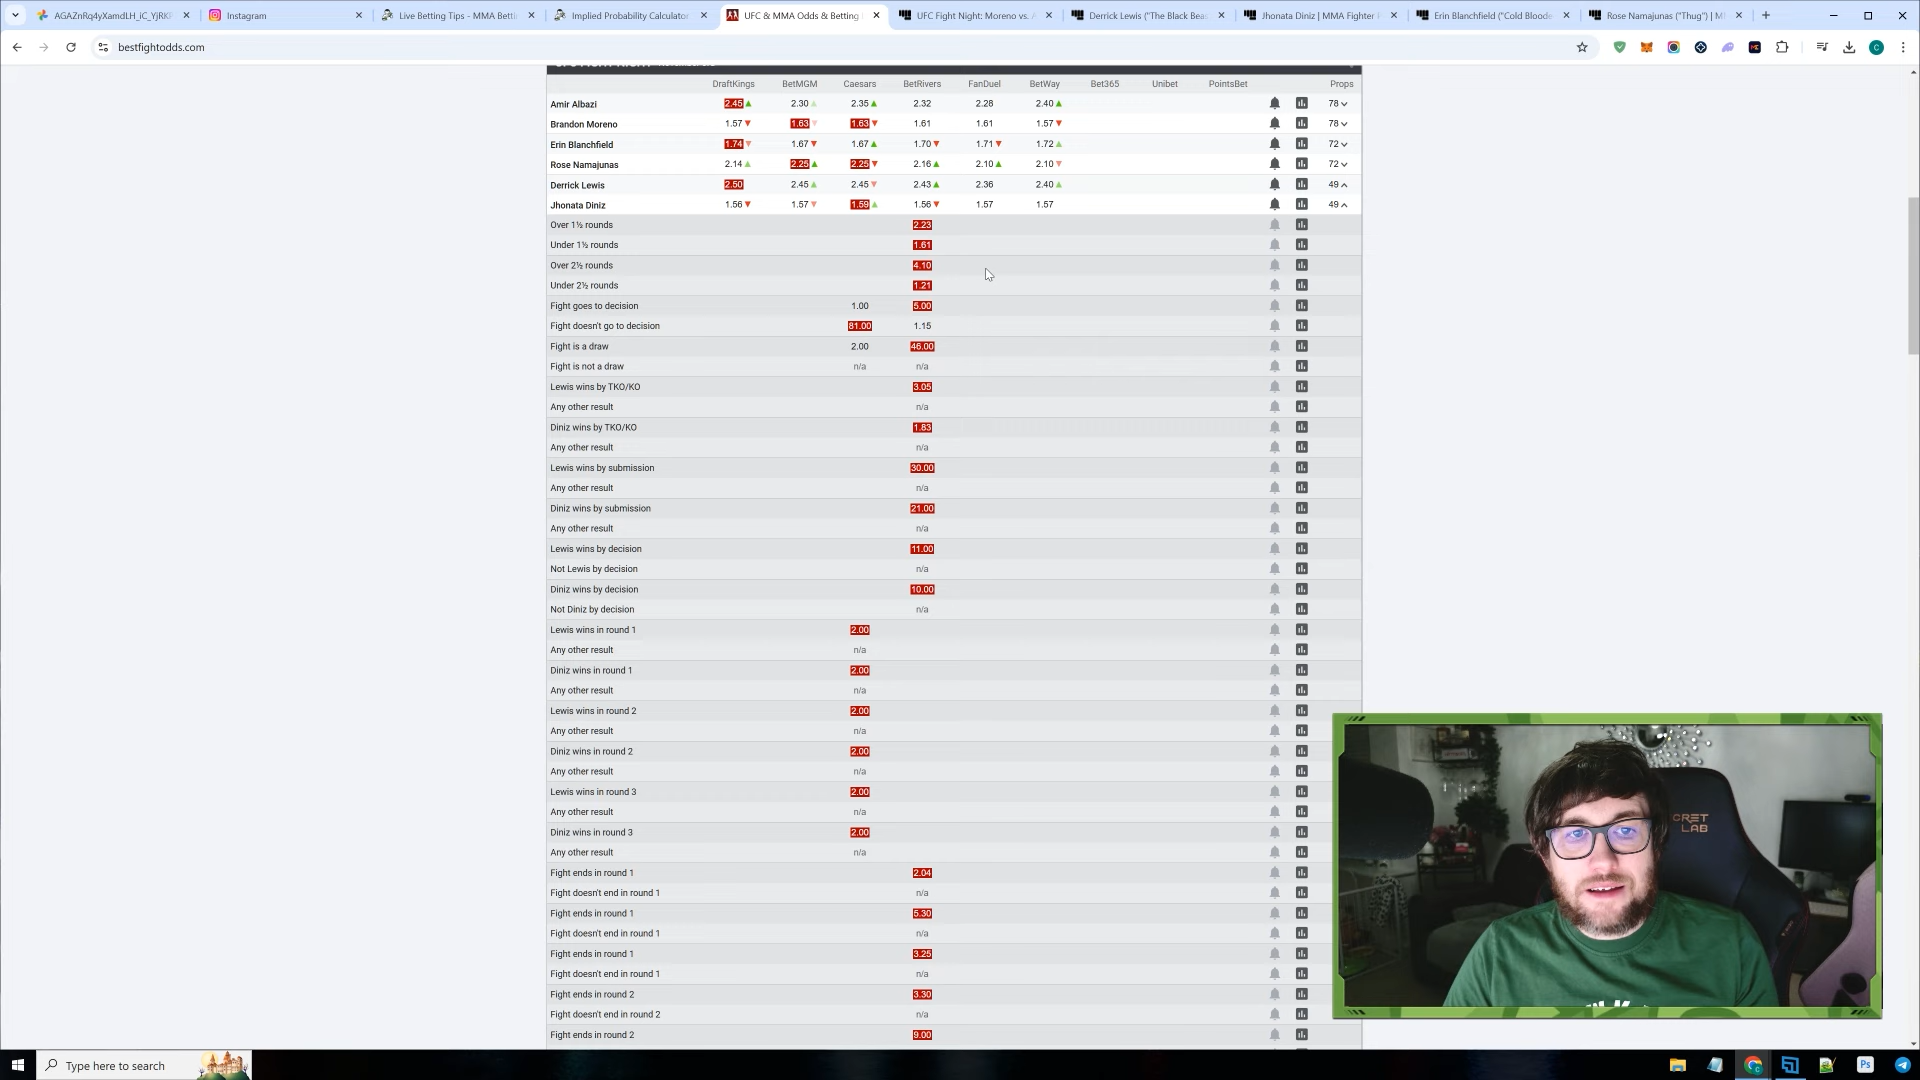 AGAZnRq4yXamdLH_iC_YjRKP
Instagram
Live Betting Tips - MMA Betti
Implied Probability Calculator
UFC & MMA Odds & Betting
UFC Fight Night: Moreno vs. A
Derrick Lewis ("The Black Beas
Jhonata Diniz | MMA Fighter P
Erin Blanchfield ("Cold Bloode
Rose Namajunas ("Thug") | M
bestfightodds.com
DraftKings BetMGM Caesars BetRivers FanDuel BetWay Bet365 Unibet PointsBet Props
Amir Albazi 2.45 2.30 2.35 2.32 2.28 2.40 78
Brandon Moreno 1.57 1.63 1.63 1.61 1.61 1.57 78
Erin Blanchfield 1.74 1.67 1.67 1.70 1.71 1.72 72
Rose Namajunas 2.14 2.25 2.25 2.16 2.10 2.10 72
Derrick Lewis 2.50 2.45 2.45 2.43 2.36 2.40 49
Jhonata Diniz 1.56 1.57 1.59 1.56 1.57 1.57 49
Over 1½ rounds 2.23
Under 1½ rounds 1.61
Over 2½ rounds 4.10
Under 2½ rounds 1.21
Fight goes to decision 1.00 5.00
Fight doesn't go to decision 81.00 1.15
Fight is a draw 2.00 46.00
Fight is not a draw n/a n/a
Lewis wins by TKO/KO 3.05
Any other result n/a
Diniz wins by TKO/KO 1.83
Any other result n/a
Lewis wins by submission 30.00
Any other result n/a
Diniz wins by submission 21.00
Any other result n/a
Lewis wins by decision 11.00
Not Lewis by decision n/a
Diniz wins by decision 10.00
Not Diniz by decision n/a
Lewis wins in round 1 2.00
Any other result n/a
Diniz wins in round 1 2.00
Any other result n/a
Lewis wins in round 2 2.00
Any other result n/a
Diniz wins in round 2 2.00
Any other result n/a
Lewis wins in round 3 2.00
Any other result n/a
Diniz wins in round 3 2.00
Any other result n/a
Fight ends in round 1 2.04
Fight doesn't end in round 1 n/a
Fight ends in round 1 5.30
Fight doesn't end in round 1 n/a
Fight ends in round 1 3.25
Fight doesn't end in round 1 n/a
Fight ends in round 2 3.30
Fight doesn't end in round 2 n/a
Fight ends in round 2 9.00
CRET
LAB
Type here to search
Ps